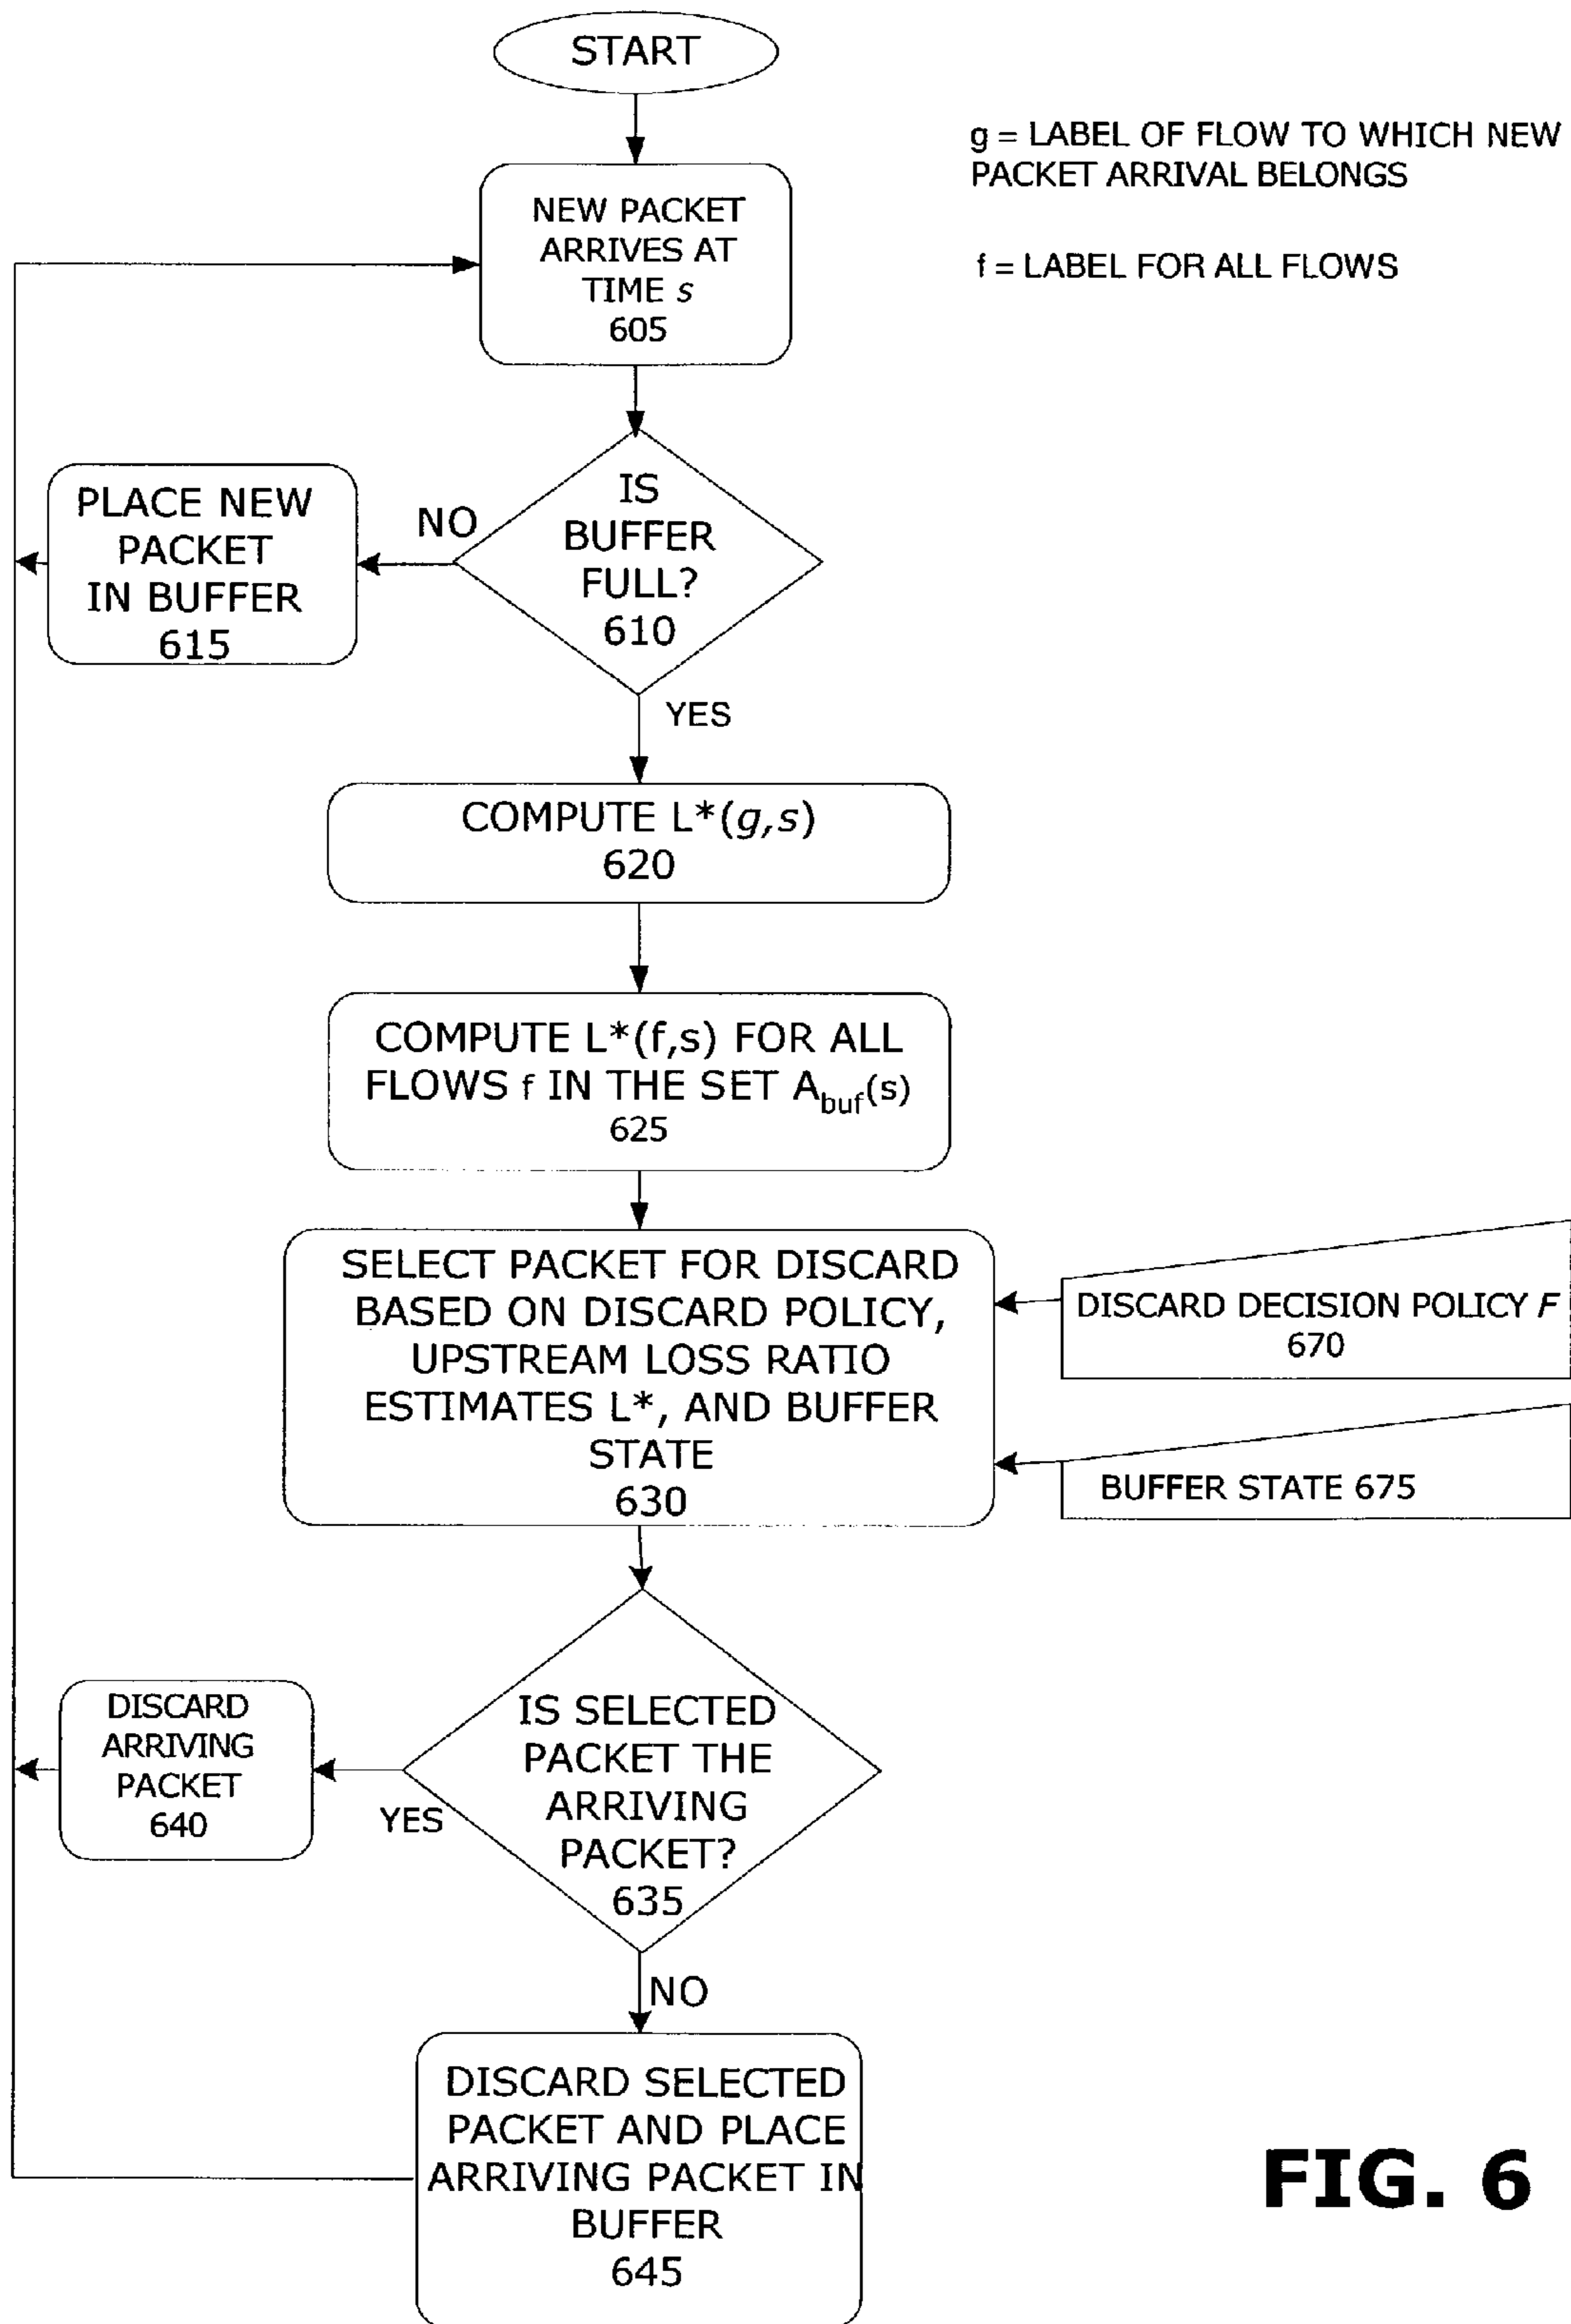 START
g = LABEL OF FLOW TO WHICH NEW
PACKET ARRIVAL BELONGS
f = LABEL FOR ALL FLOWS
NEW PACKET
ARRIVES AT
TIME s
605
IS
BUFFER
FULL?
610
NO
PLACE NEW
PACKET
IN BUFFER
615
YES
COMPUTE L*(g,s)
620
COMPUTE L*(f,s) FOR ALL
FLOWS f IN THE SET Abuf(s)
625
SELECT PACKET FOR DISCARD
BASED ON DISCARD POLICY,
UPSTREAM LOSS RATIO
ESTIMATES L*, AND BUFFER
STATE
630
DISCARD DECISION POLICY F
670
BUFFER STATE 675
IS SELECTED
PACKET THE
ARRIVING
PACKET?
635
YES
DISCARD
ARRIVING
PACKET
640
NO
DISCARD SELECTED
PACKET AND PLACE
ARRIVING PACKET IN
BUFFER
645
FIG. 6